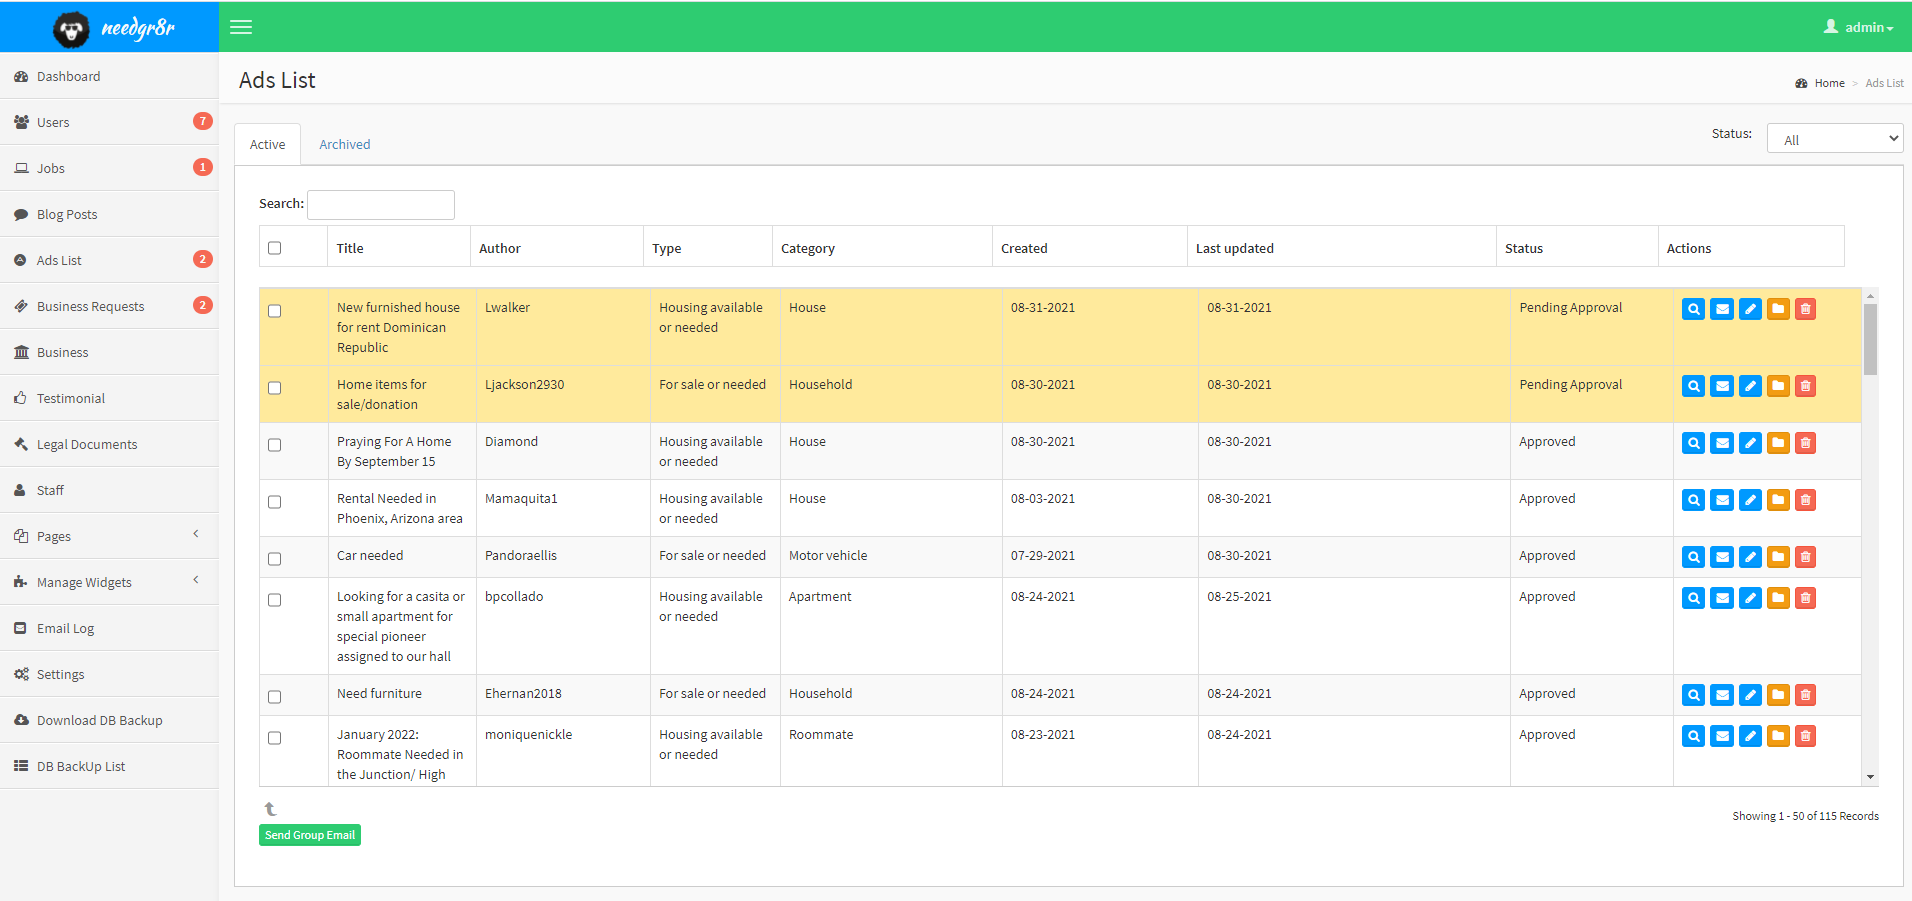 needgr8r
admin
Dashboard
Users 7
Jobs 1
Blog Posts
Ads List 2
Business Requests 2
Business
Testimonial
Legal Documents
Staff
Pages
Manage Widgets
Email Log
Settings
Download DB Backup
DB BackUp List
Ads List
Home > Ads List
Active Archived
Status: All
Search:
Title Author Type Category Created Last updated Status Actions
New furnished house Lwalker Housing available House 08-31-2021 08-31-2021 Pending Approval
for rent Dominican or needed
Republic
Home items for Ljackson2930 For sale or needed Household 08-30-2021 08-30-2021 Pending Approval
sale/donation
Praying For A Home Diamond Housing available House 08-30-2021 08-30-2021 Approved
By September 15 or needed
Rental Needed in Mamaquita1 Housing available House 08-03-2021 08-30-2021 Approved
Phoenix, Arizona area or needed
Car needed Pandoraellis For sale or needed Motor vehicle 07-29-2021 08-30-2021 Approved
Looking for a casita or bpcollado Housing available Apartment 08-24-2021 08-25-2021 Approved
small apartment for or needed
special pioneer
assigned to our hall
Need furniture Ehernan2018 For sale or needed Household 08-24-2021 08-24-2021 Approved
January 2022: moniquenickle Housing available Roommate 08-23-2021 08-24-2021 Approved
Roommate Needed in or needed
the Junction/ High
Showing 1 - 50 of 115 Records
Send Group Email